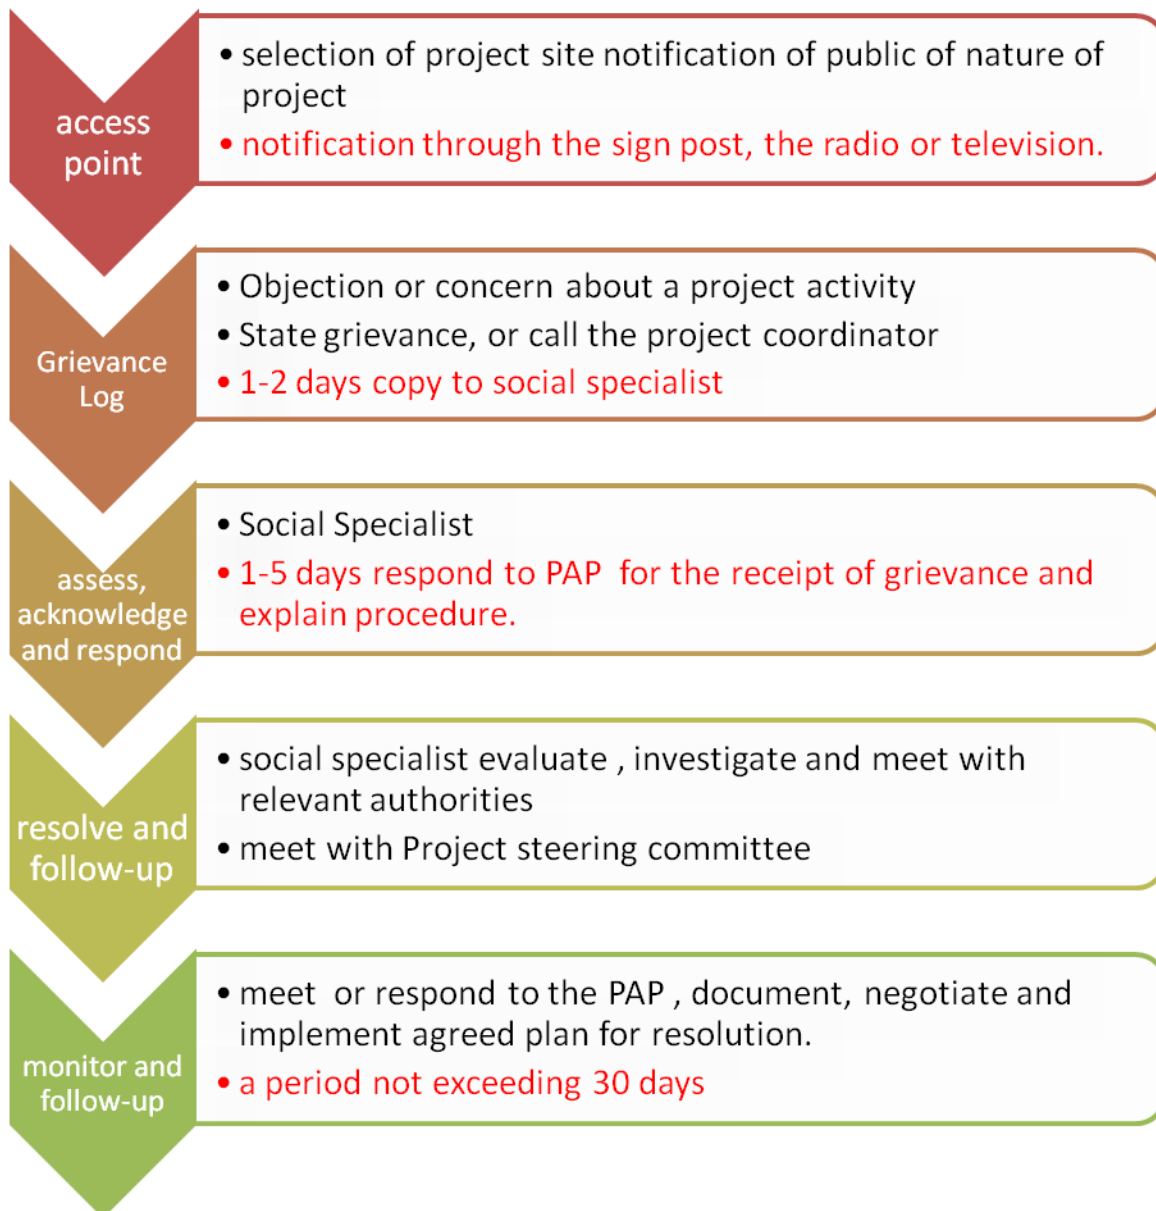 access
point
• selection of project site notification of public of nature of
project
• notification through the sign post, the radio or television.
Grievance
Log
• Objection or concern about a project activity
• State grievance, or call the project coordinator
• 1-2 days copy to social specialist
assess,
acknowledge
and respond
• Social Specialist
• 1-5 days respond to PAP for the receipt of grievance and
explain procedure.
resolve and
follow-up
• social specialist evaluate , investigate and meet with
relevant authorities
• meet with Project steering committee
monitor and
follow-up
• meet or respond to the PAP , document, negotiate and
implement agreed plan for resolution.
• a period not exceeding 30 days